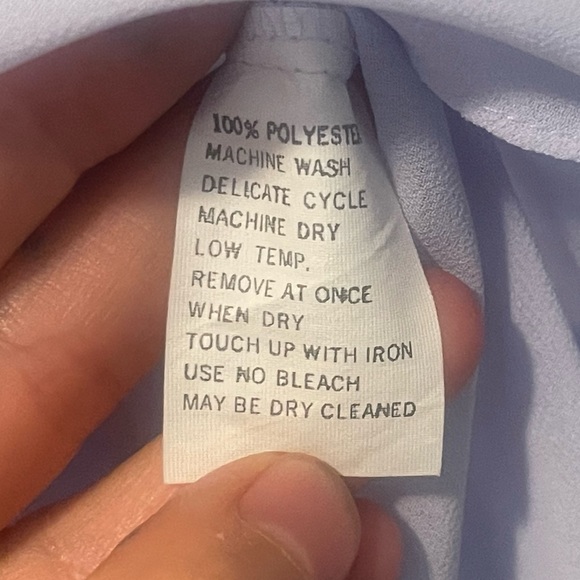 100% POLYESTER
MACHINE WASH
DELICATE CYCLE
MACHINE DRY
LOW TEMP.
REMOVE AT ONCE
WHEN DRY
TOUCH UP WITH IRON
USE NO BLEACH
MAY BE DRY CLEANED